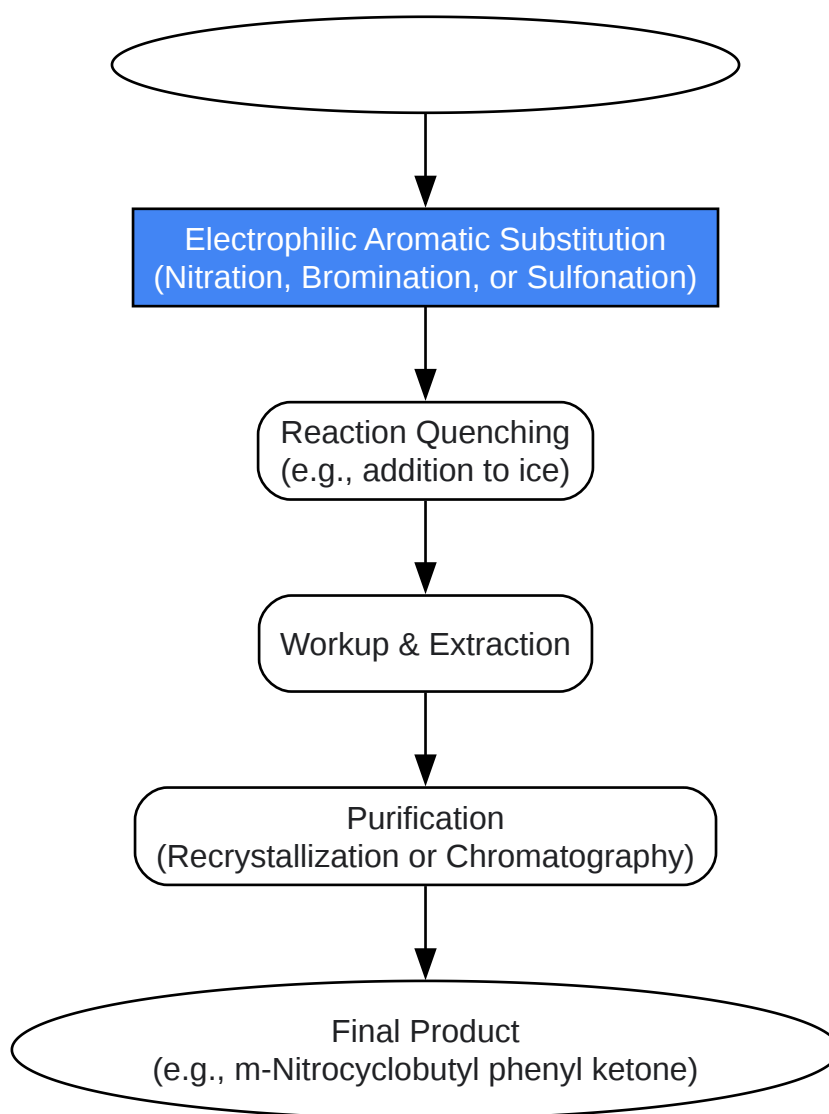 Electrophilic Aromatic Substitution
(Nitration, Bromination, or Sulfonation)
Reaction Quenching
(e.g., addition to ice)
Workup & Extraction
Purification
(Recrystallization or Chromatography)
Final Product
(e.g., m-Nitrocyclobutyl phenyl ketone)